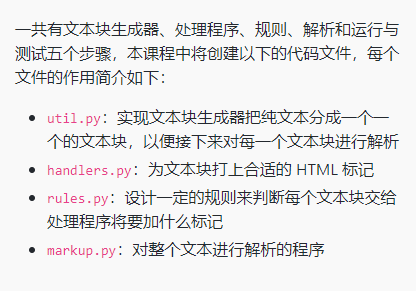 一共有文本块生成器、处理程序、规则、解析和运行与
测试五个步骤，本课程中将创建以下的代码文件，每个
文件的作用简介如下：
util.py：实现文本块生成器把纯文本分成一个一
个的文本块，以便接下来对每一个文本块进行解析
handlers.py：为文本块打上合适的 HTML 标记
rules.py：设计一定的规则来判断每个文本块交给
处理程序将要加什么标记
markup.py：对整个文本进行解析的程序